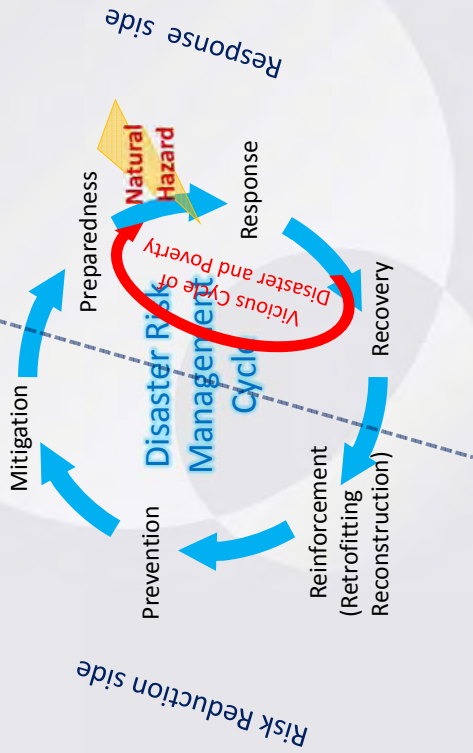 Response side
Natural
Hazard
Preparedness
Response
Mitigation
Vicious Cycle of
Disaster and Poverty
Disaster Risk
Management
Cycle
Recovery
Prevention
Reinforcement
(Retrofitting
Reconstruction)
Risk Reduction side